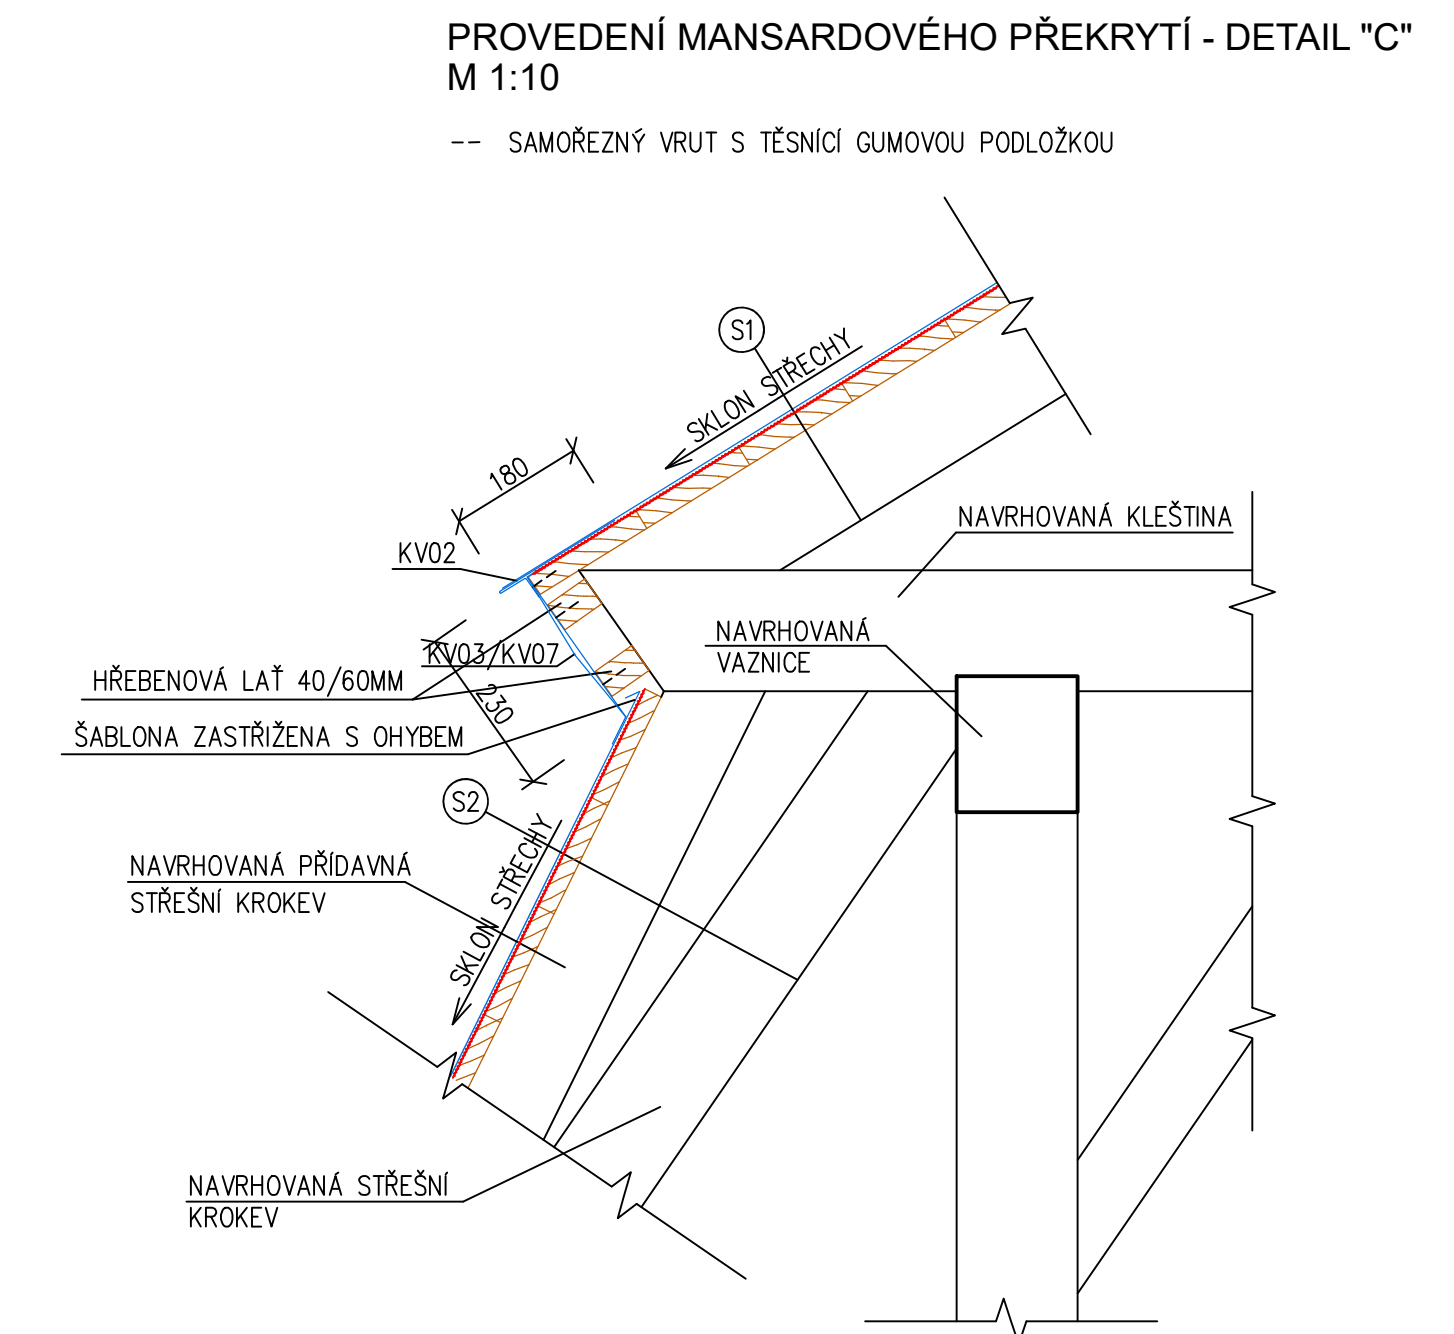 PROVEDENÍ MANSARDOVÉHO PŘEKRYTÍ - DETAIL "C"
M 1:10
-- SAMOŘEZNÝ VRUT S TĚSNÍCÍ GUMOVOU PODLOŽKOU
S1
SKLON STŘECHY
180
NAVRHOVANÁ KLEŠTINA
KV02
NAVRHOVANÁ
VAZNICE
KV03/KV07
HŘEBENOVÁ LAŤ 40/60MM
230
ŠABLONA ZASTŘIŽENA S OHYBEM
S2
SKLON STŘECHY
NAVRHOVANÁ PŘÍDAVNÁ
STŘEŠNÍ KROKEV
NAVRHOVANÁ STŘEŠNÍ
KROKEV